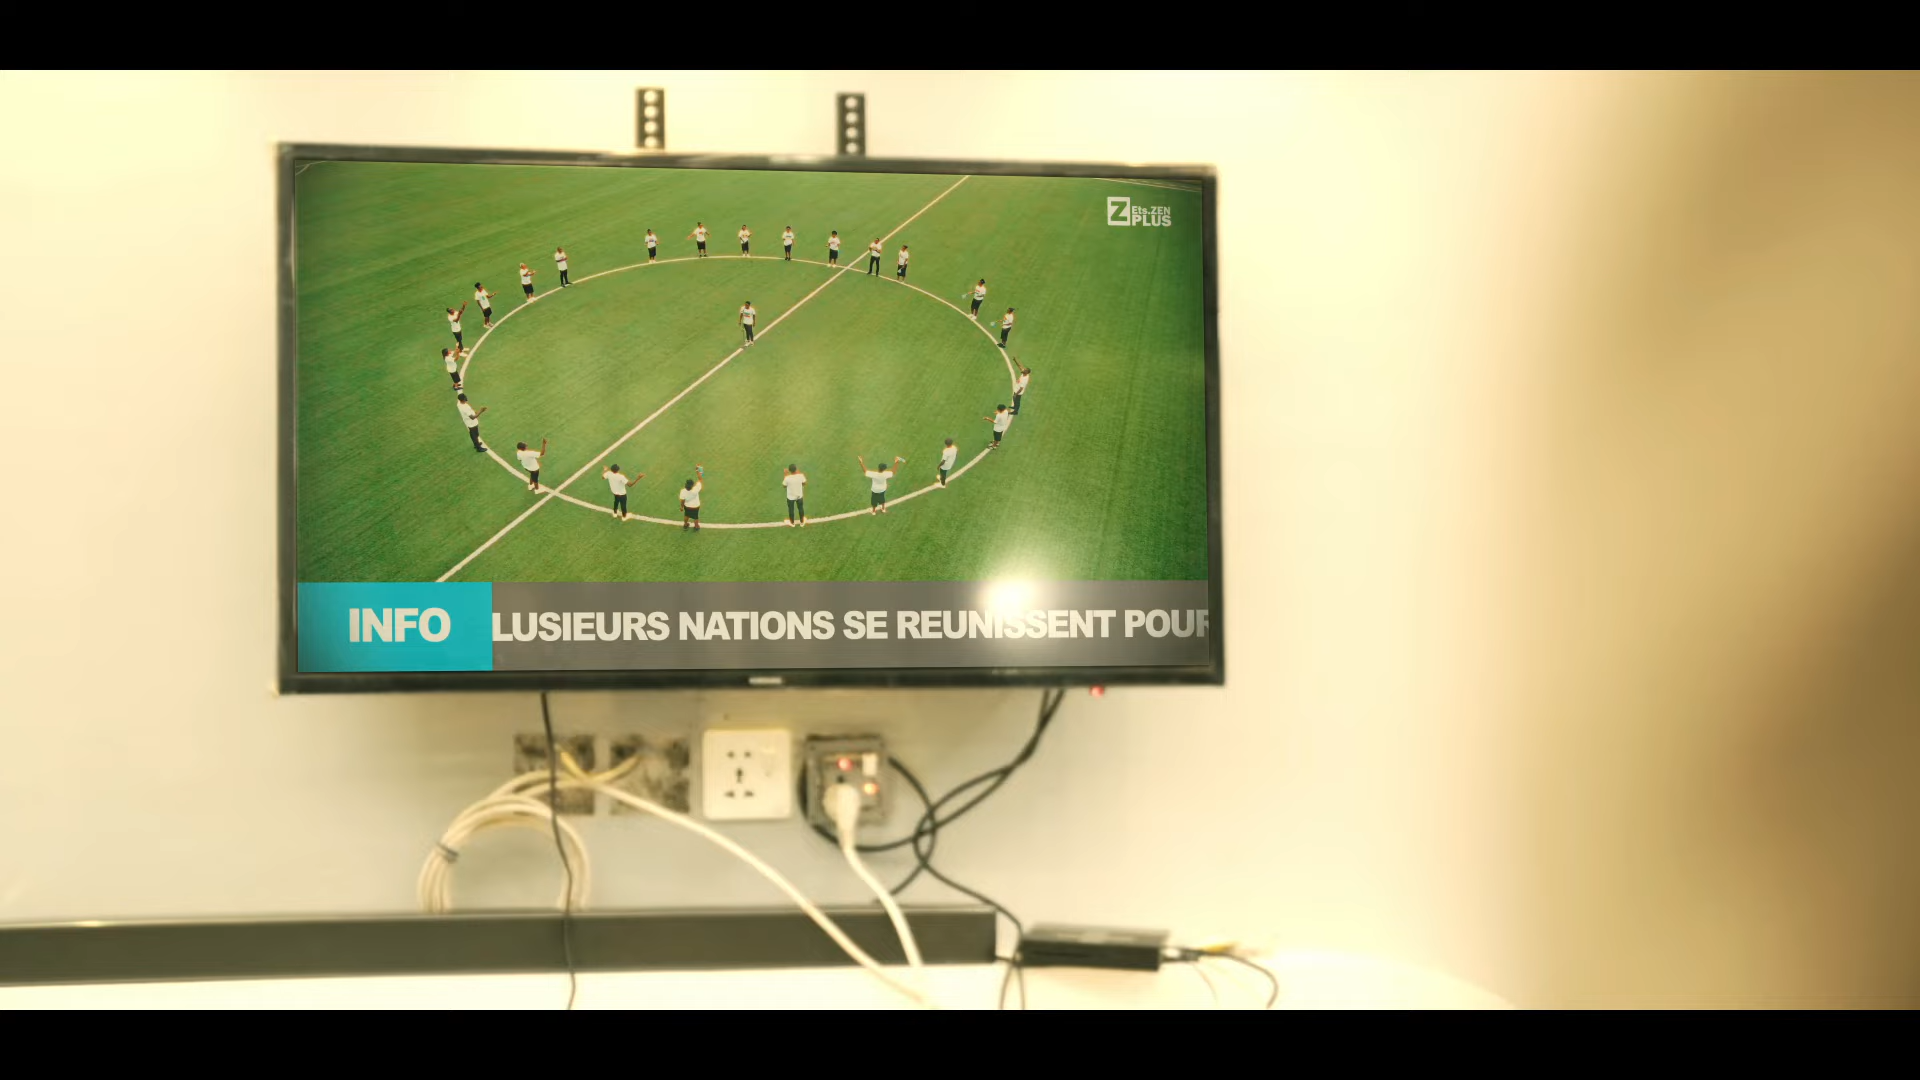 Z Ets.ZEN
PLUS
INFO LUSIEURS NATIONS SE REUNISSENT POUR